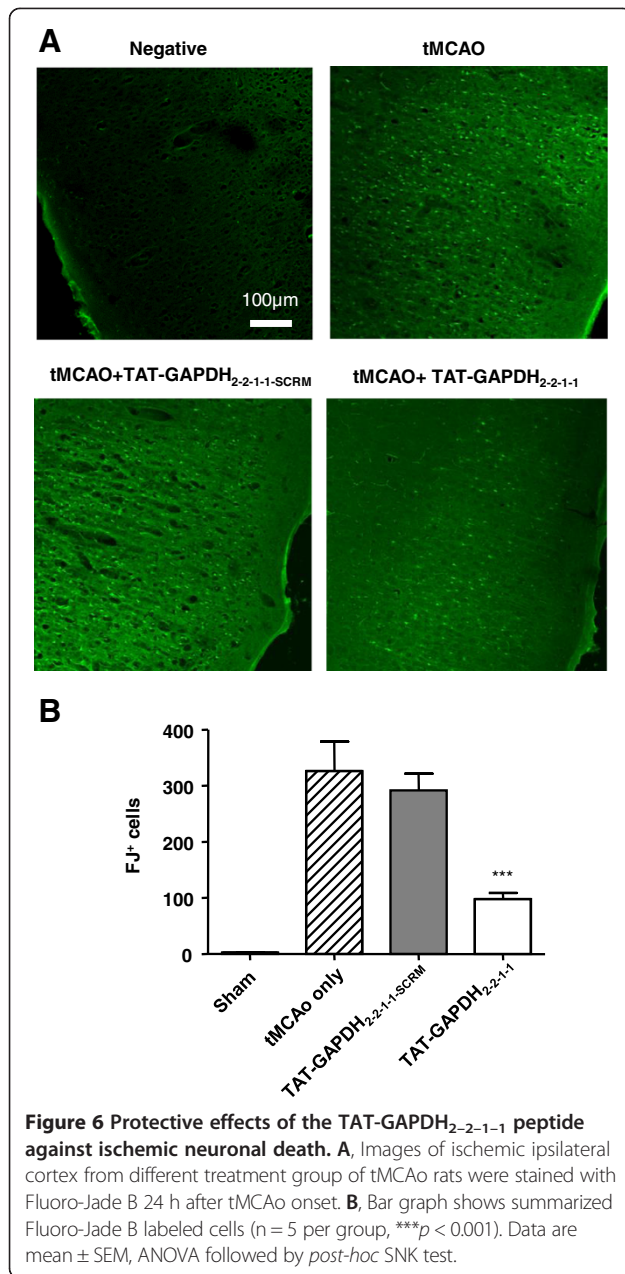 A
Negative
tMCAO
100µm
tMCAO+TAT-GAPDH2-2-1-1-SCRM
tMCAO+ TAT-GAPDH2-2-1-1
B
400
300
200
100
0
FJ+ cells
***
Sham
tMCAo only
TAT-GAPDH2-2-1-1-SCRM
TAT-GAPDH2-2-1-1
Figure 6 Protective effects of the TAT-GAPDH2–2–1–1 peptide
against ischemic neuronal death. A, Images of ischemic ipsilateral
cortex from different treatment group of tMCAo rats were stained with
Fluoro-Jade B 24 h after tMCAo onset. B, Bar graph shows summarized
Fluoro-Jade B labeled cells (n = 5 per group, ***p < 0.001). Data are
mean ± SEM, ANOVA followed by post-hoc SNK test.